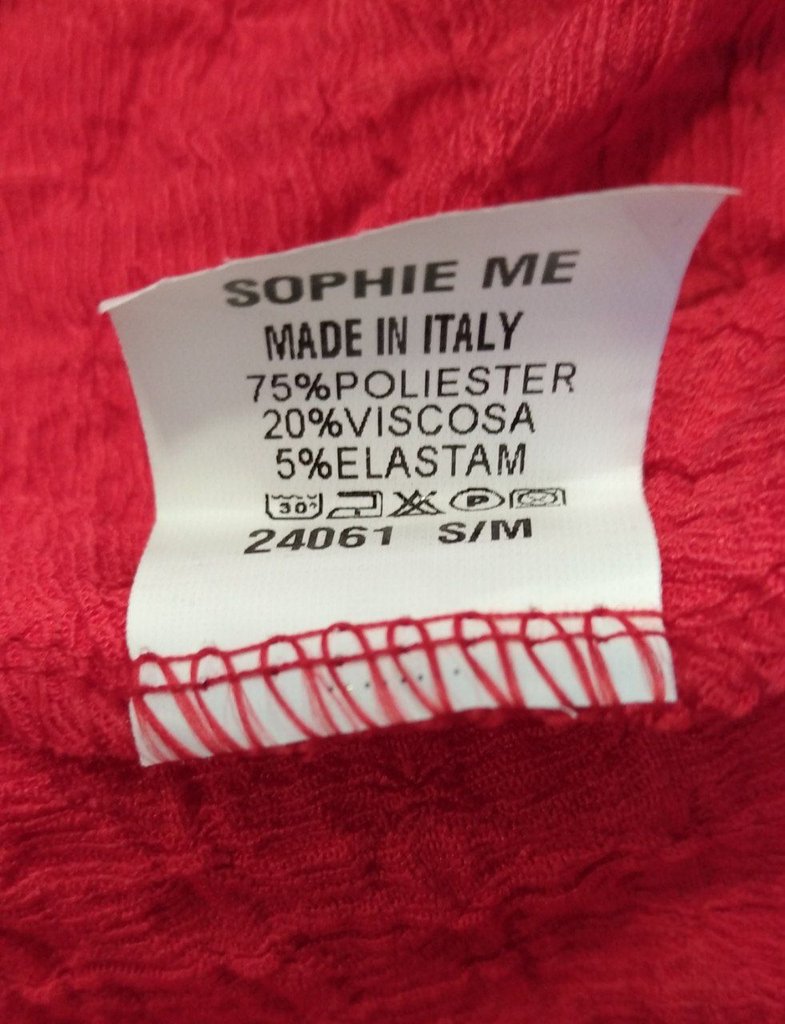 SOPHIE ME
MADE IN ITALY
75%POLIESTER
20%VISCOSA
5%ELASTAM
30° P
24061 S/M